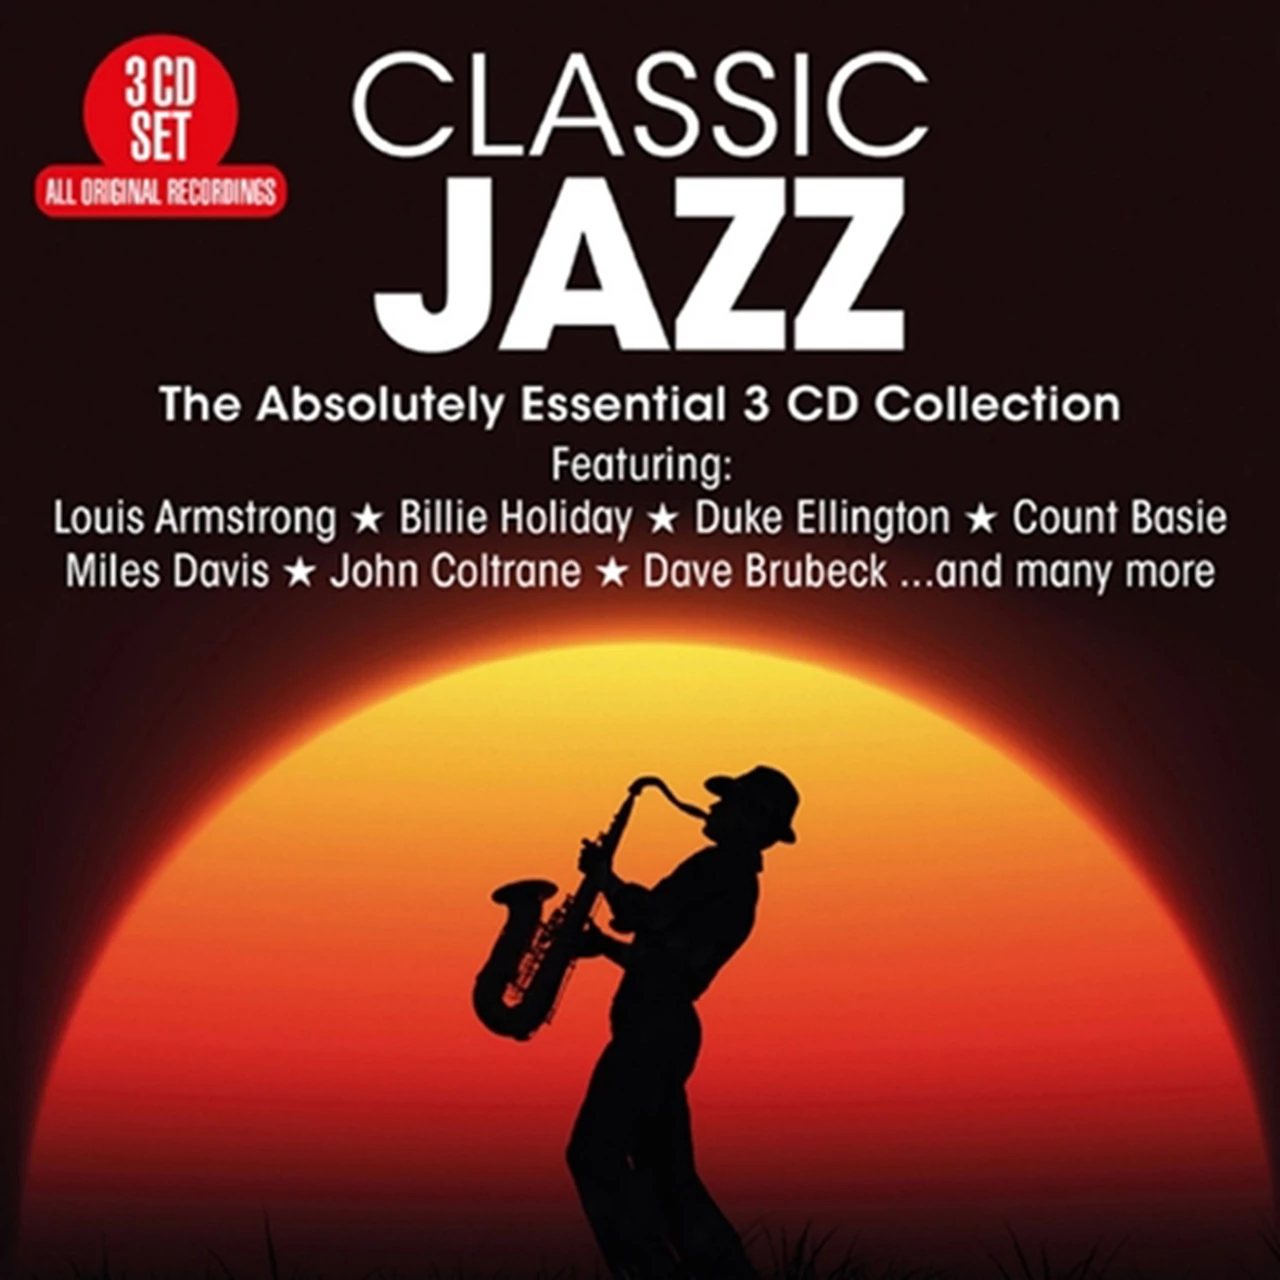 3 CD
SET
ALL ORIGINAL RECORDINGS
CLASSIC
JAZZ
The Absolutely Essential 3 CD Collection
Featuring:
Louis Armstrong ★ Billie Holiday ★ Duke Ellington ★ Count Basie
Miles Davis ★ John Coltrane ★ Dave Brubeck ...and many more